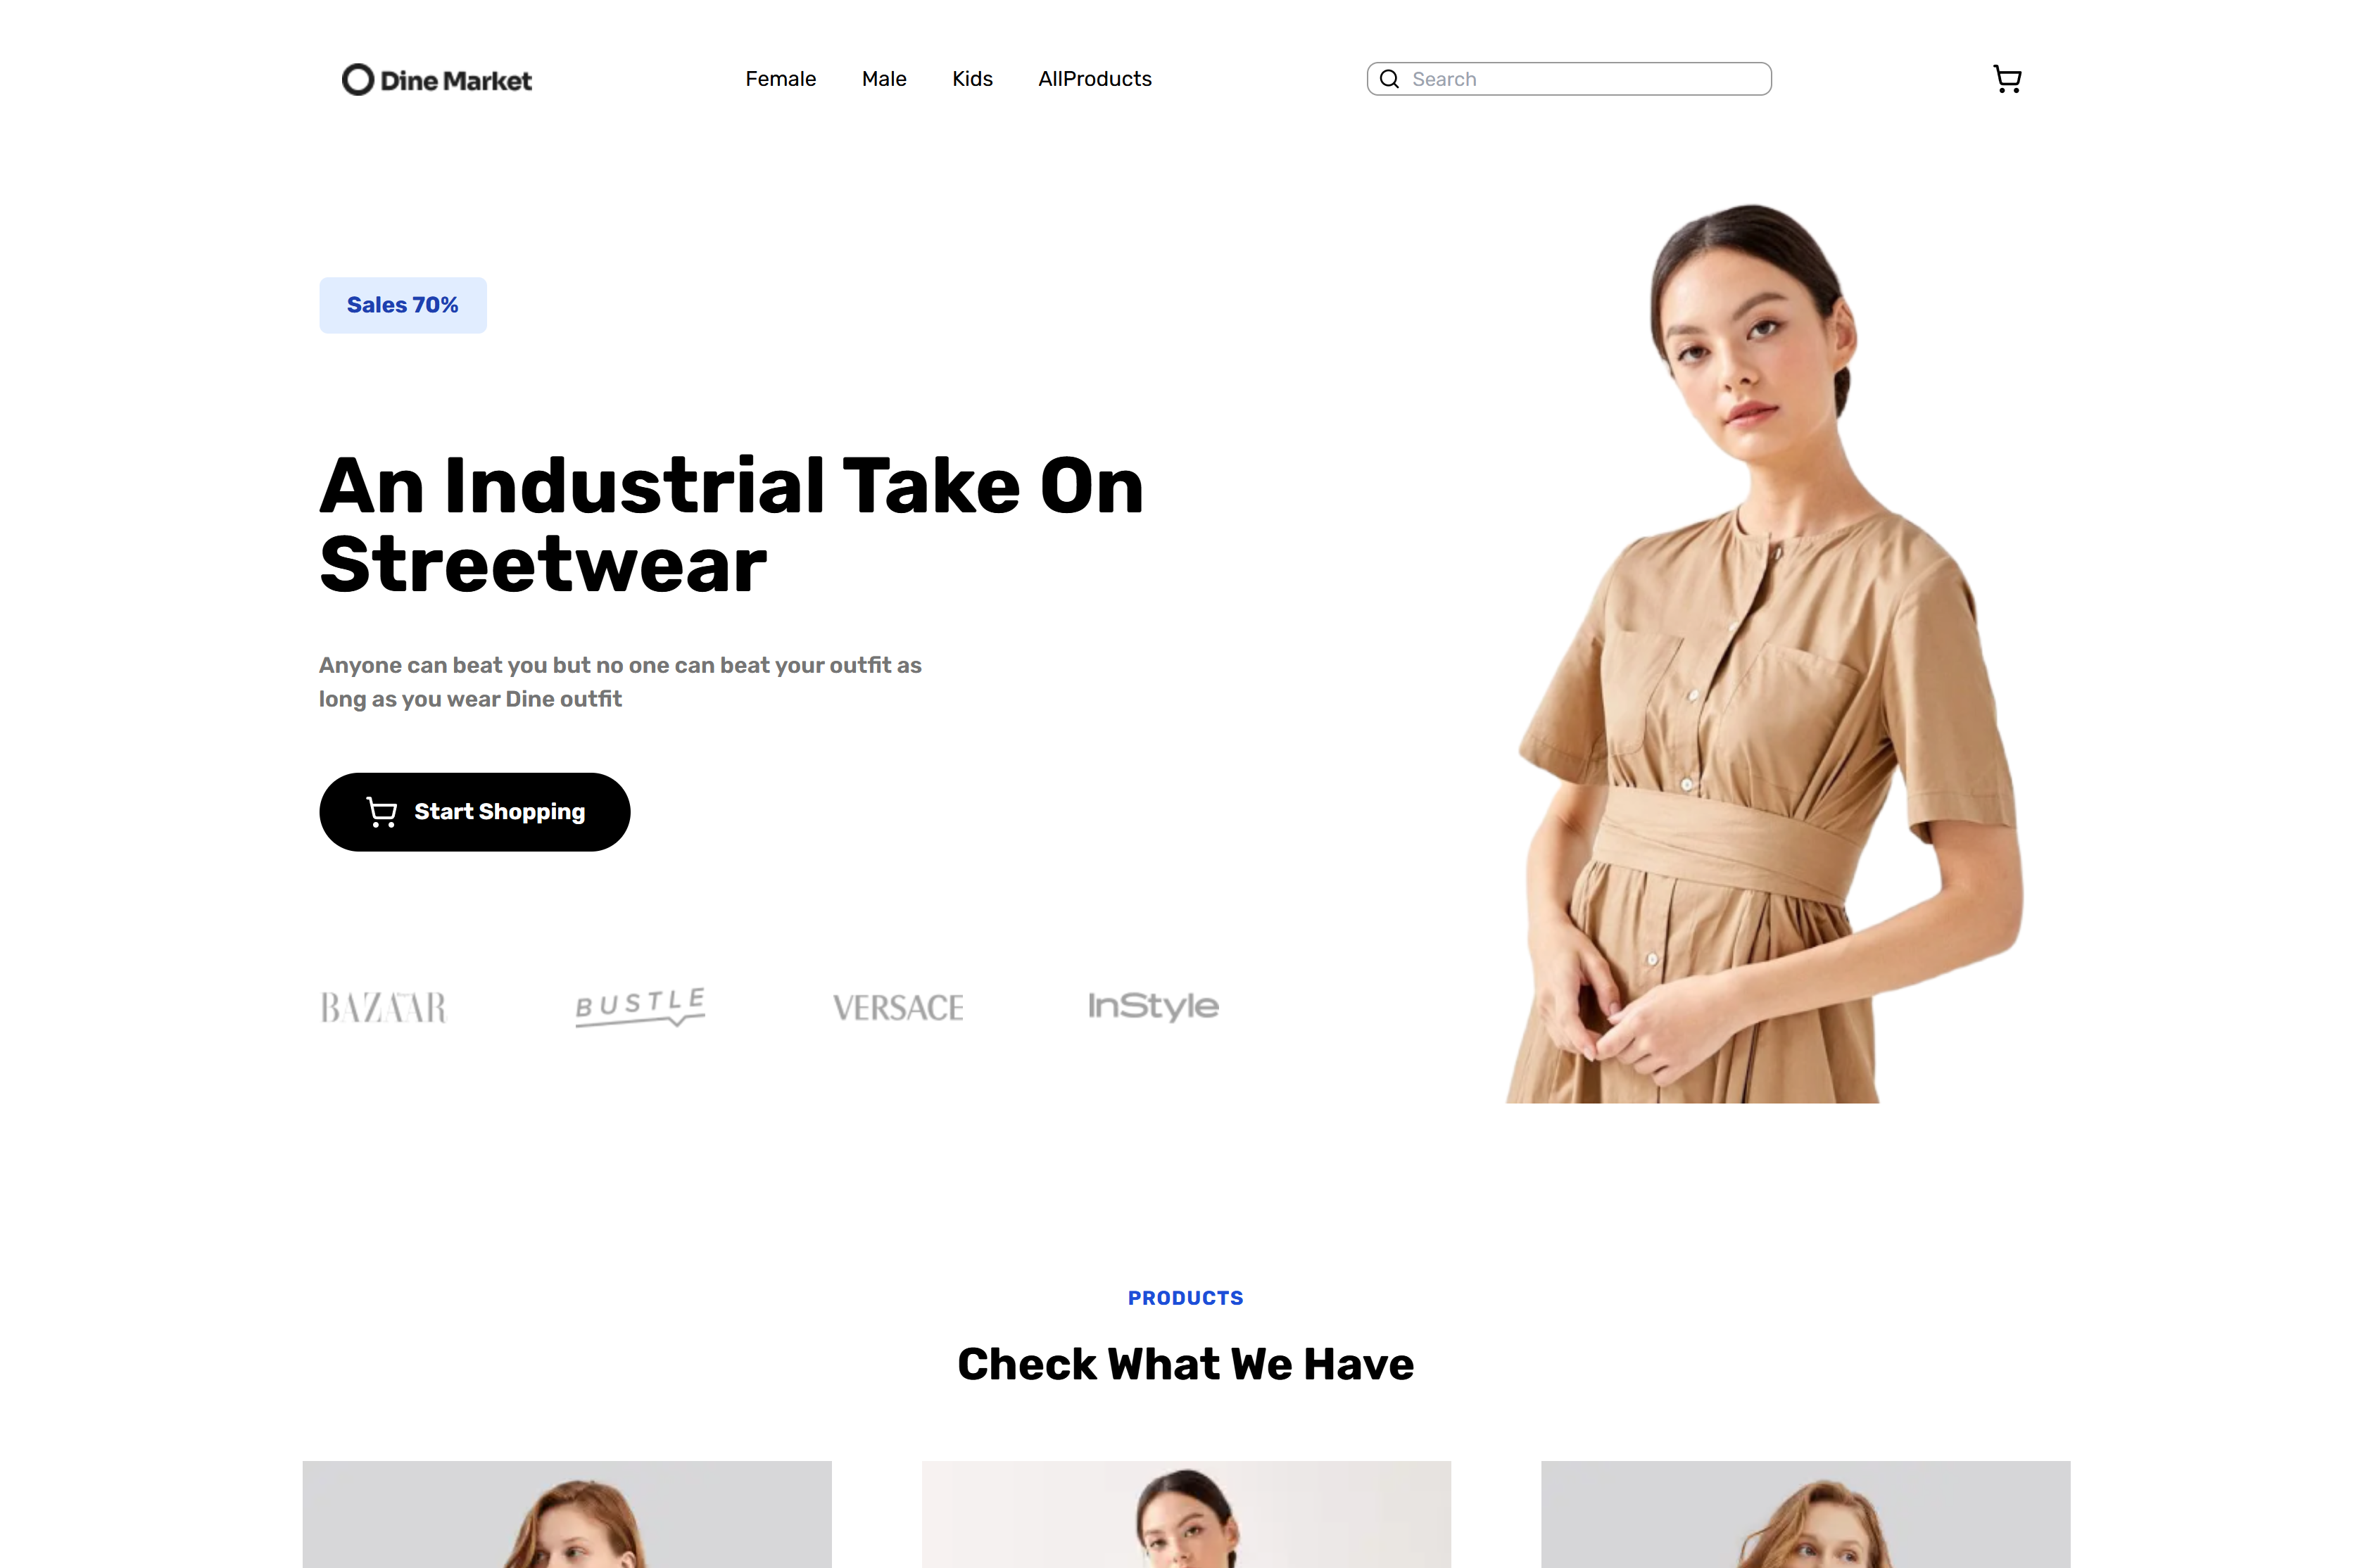 Dine Market
Female
Male
Kids
AllProducts
Search
Sales 70%
An Industrial Take On
Streetwear
Anyone can beat you but no one can beat your outfit as
long as you wear Dine outfit
Start Shopping
BAZAAR
BUSTLE
VERSACE
InStyle
PRODUCTS
Check What We Have